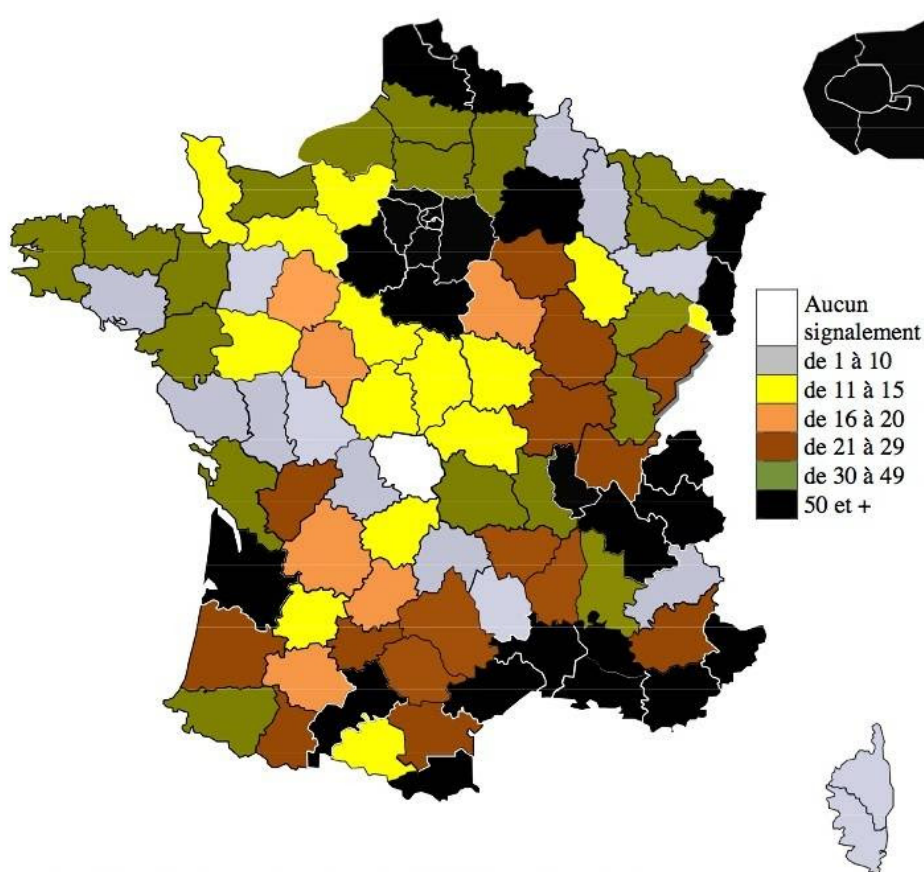 Aucun
signalement
de 1 à 10
de 11 à 15
de 16 à 20
de 21 à 29
de 30 à 49
50 et +